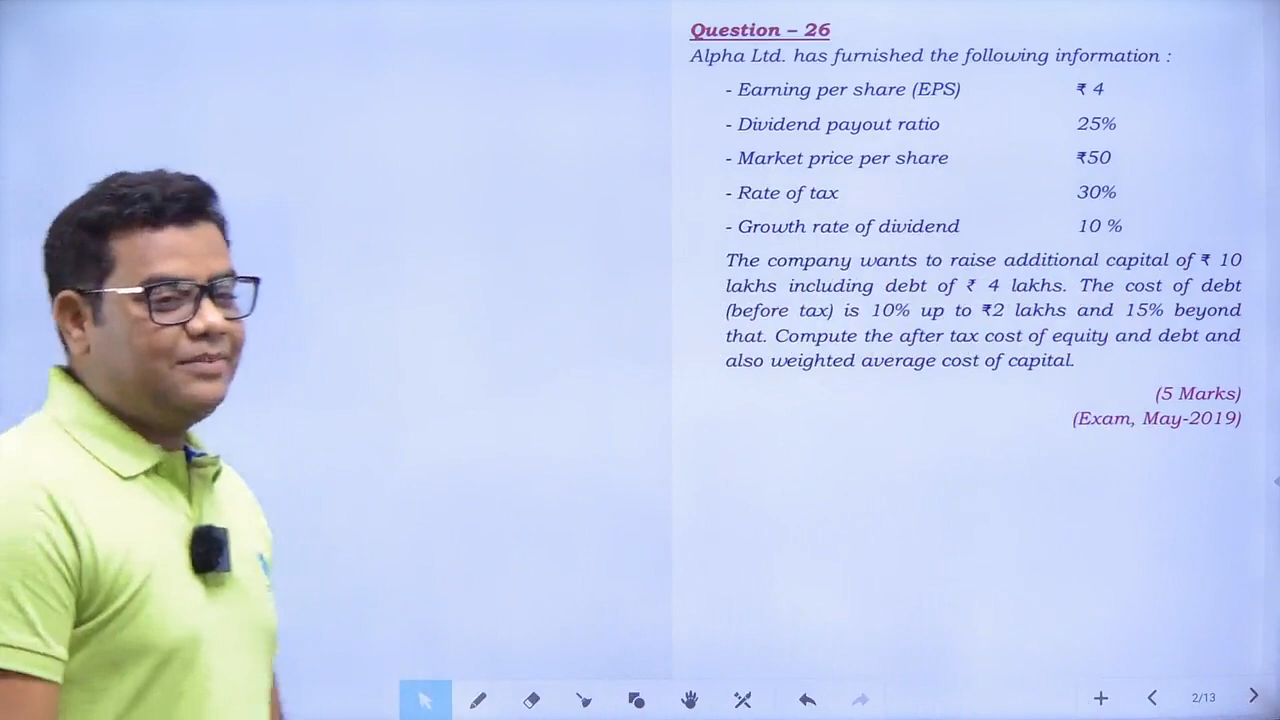 Question – 26
Alpha Ltd. has furnished the following information :
- Earning per share (EPS) ₹ 4
- Dividend payout ratio 25%
- Market price per share ₹50
- Rate of tax 30%
- Growth rate of dividend 10 %
The company wants to raise additional capital of ₹ 10
lakhs including debt of ₹ 4 lakhs. The cost of debt
(before tax) is 10% up to ₹2 lakhs and 15% beyond
that. Compute the after tax cost of equity and debt and
also weighted average cost of capital.
(5 Marks)
(Exam, May-2019)
2/13